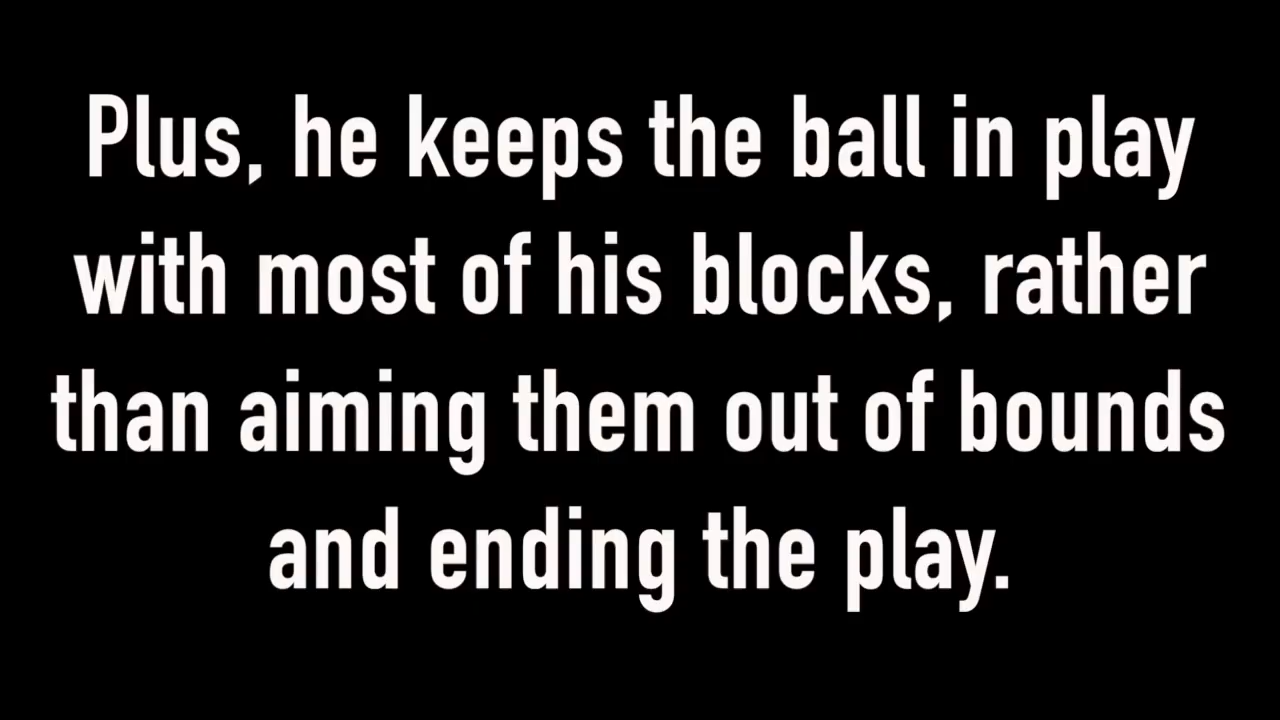 Plus, he keeps the ball in play
with most of his blocks, rather
than aiming them out of bounds
and ending the play.